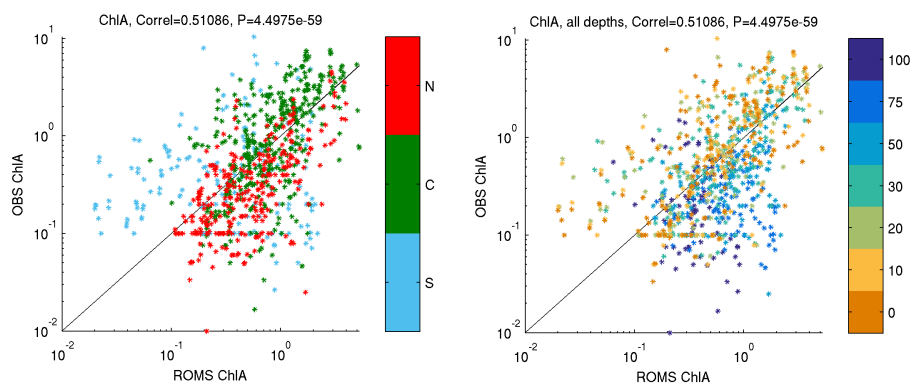 ChlA, Correl=0.51086, P=4.4975e-59
10^1
10^0
10^-1
10^-2
OBS ChlA
10^-2
10^-1
10^0
ROMS ChlA
N
C
S
ChlA, all depths, Correl=0.51086, P=4.4975e-59
10^1
10^0
10^-1
10^-2
OBS ChlA
10^-2
10^-1
10^0
ROMS ChlA
100
75
50
30
20
10
0